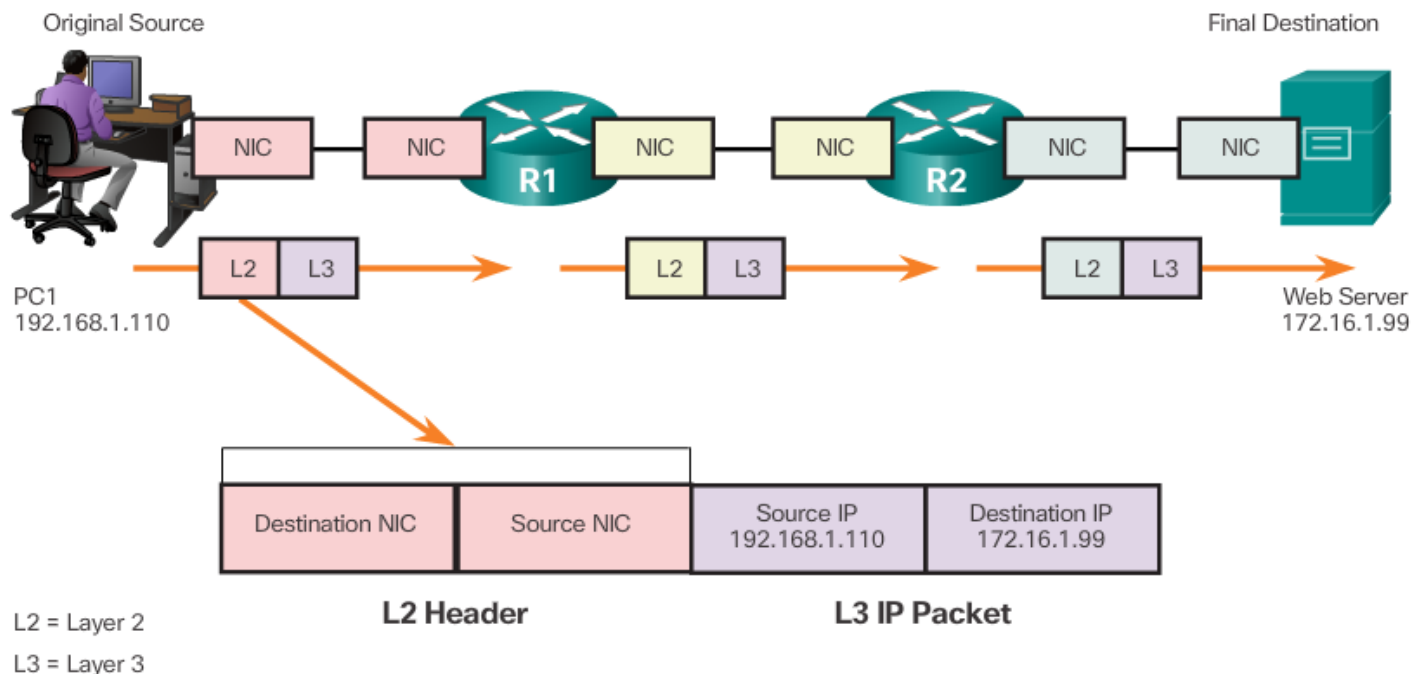 Original Source
Final Destination
NIC
NIC
R1
NIC
NIC
R2
NIC
NIC
L2
L3
L2
L3
L2
L3
PC1
192.168.1.110
Web Server
172.16.1.99
Destination NIC
Source NIC
Source IP
192.168.1.110
Destination IP
172.16.1.99
L2 Header
L3 IP Packet
L2 = Layer 2
L3 = Layer 3